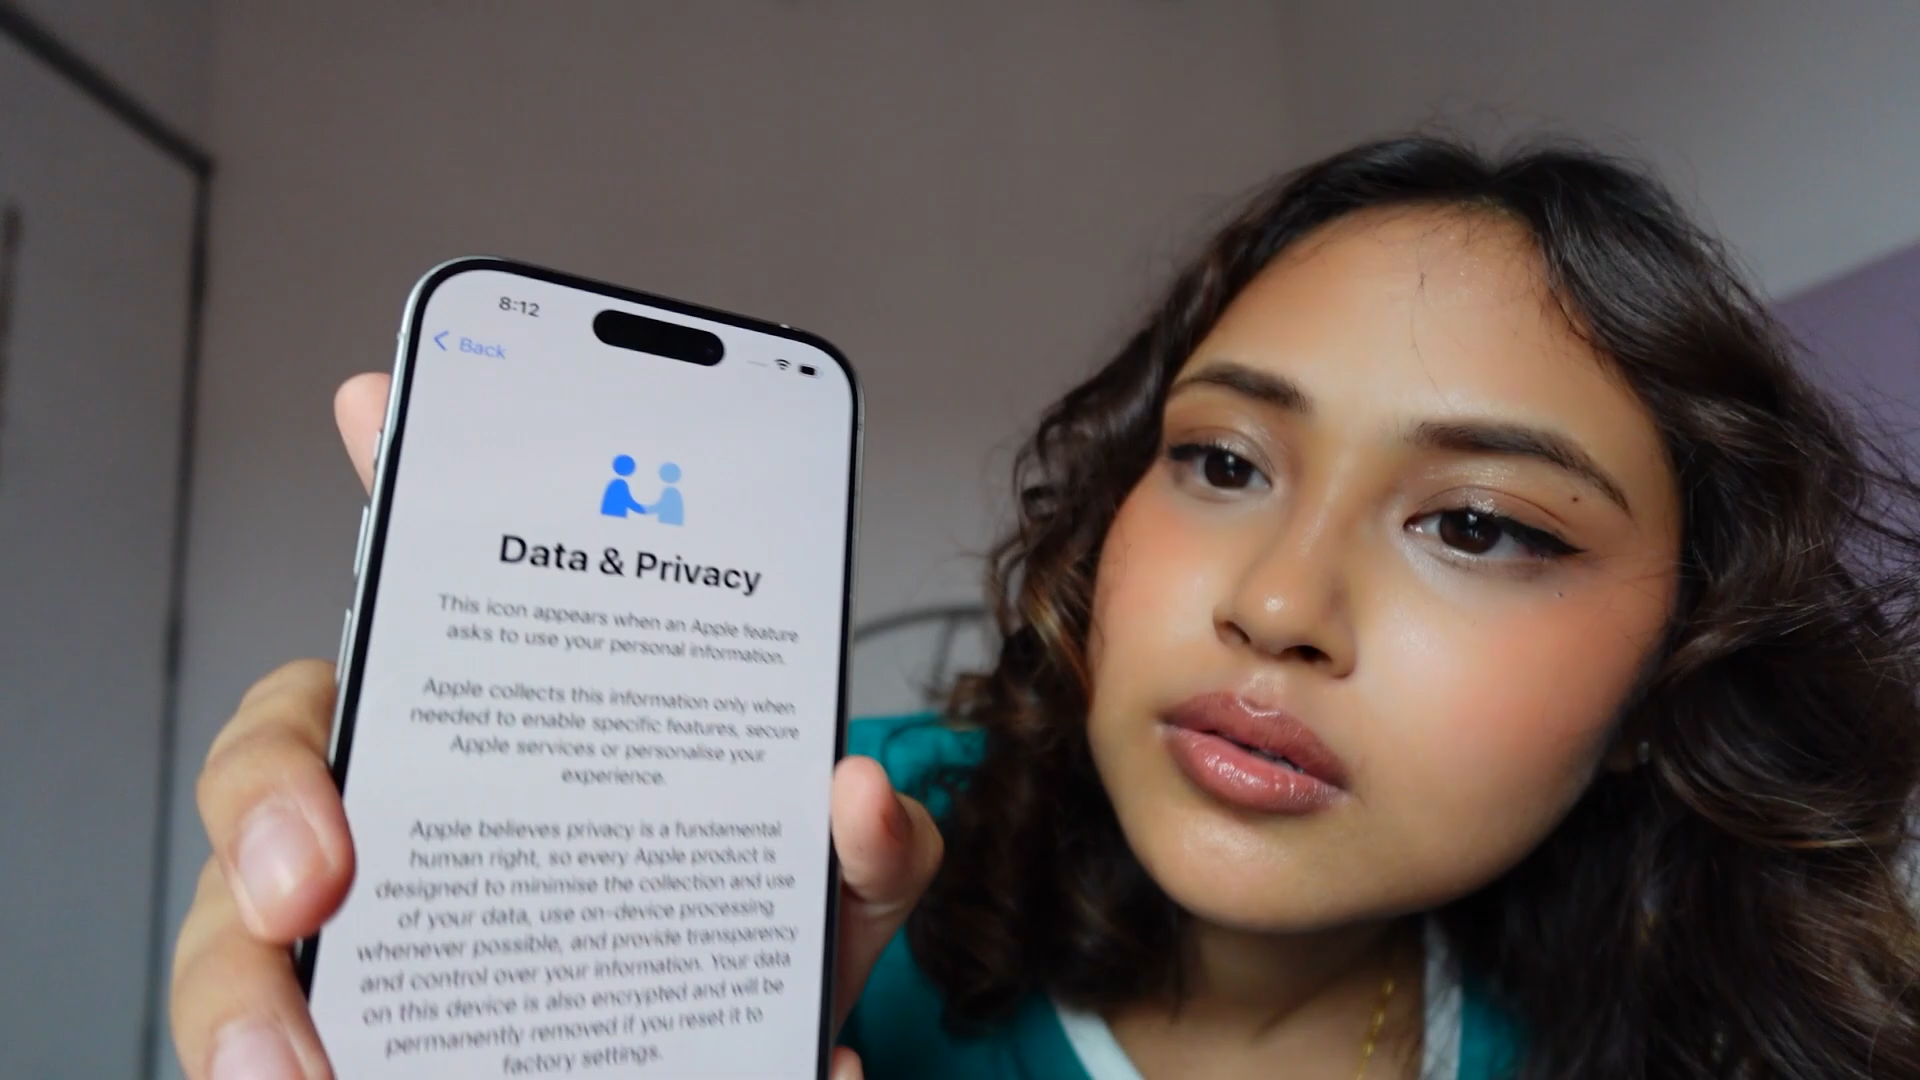 8:12
Back
Data & Privacy
This icon appears when an Apple feature
asks to use your personal information.
Apple collects this information only when
needed to enable specific features, secure
Apple services or personalise your
experience.
Apple believes privacy is a fundamental
human right, so every Apple product is
designed to minimise the collection and use
of your data, use on-device processing
whenever possible, and provide transparency
and control over your information. Your data
on this device is also encrypted and will be
permanently removed if you reset it to
factory settings.